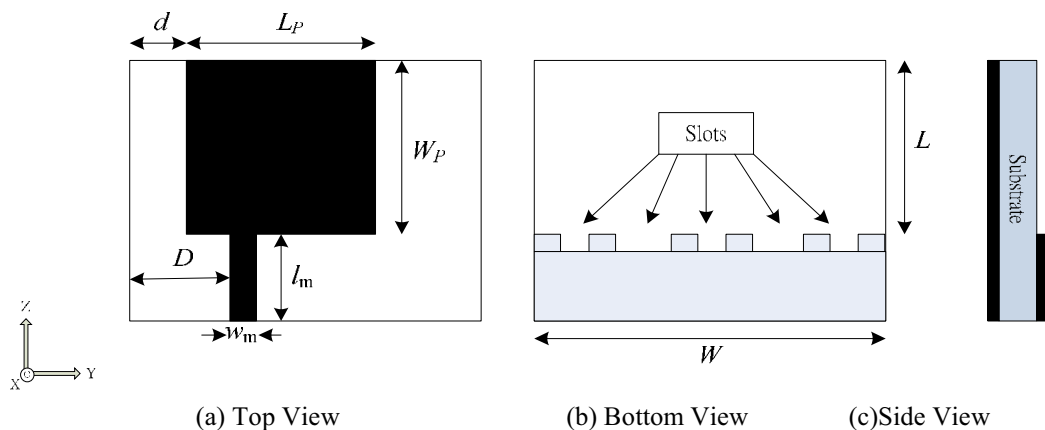 d
L_P
W_P
D
l_m
w_m
Z
X
Y
Slots
L
W
Substrate
(a) Top View
(b) Bottom View
(c)Side View